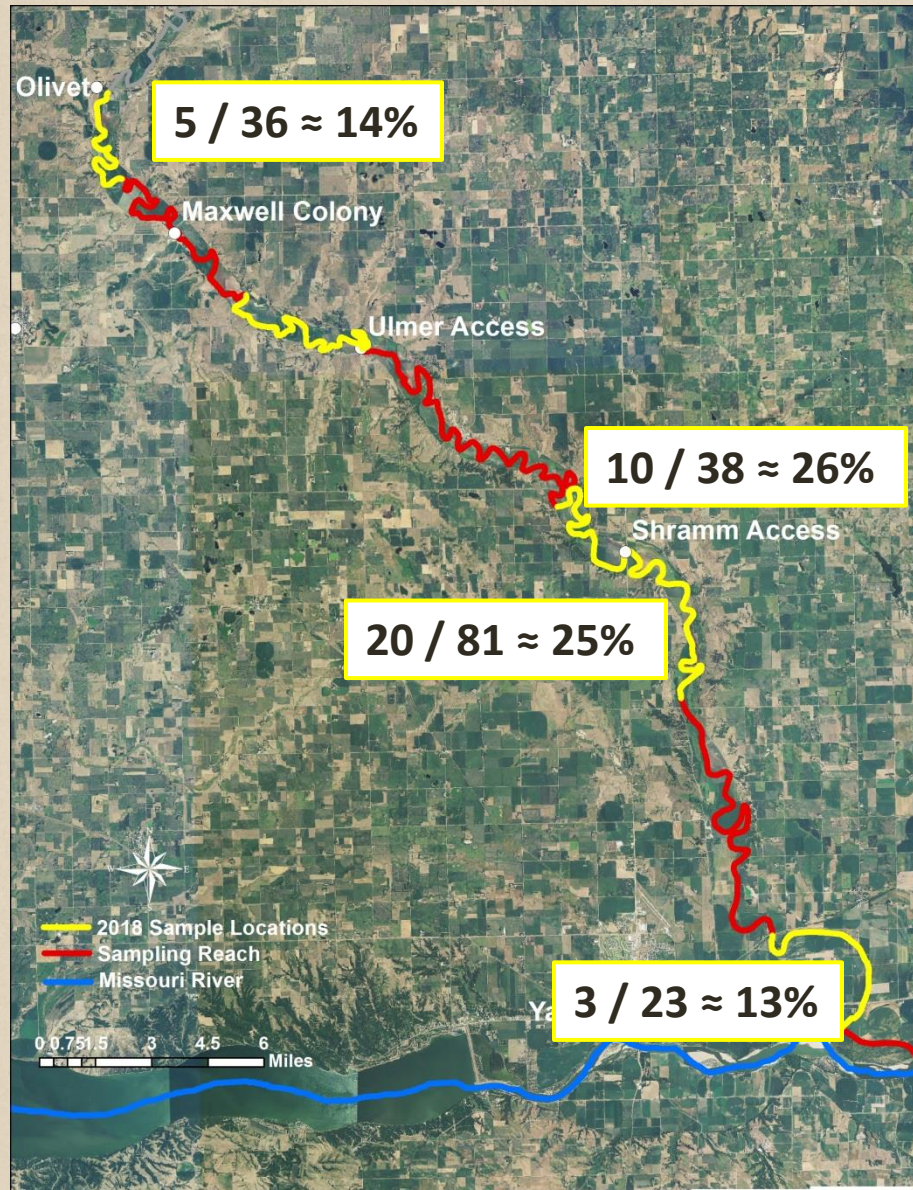 Olivet
5 / 36 ≈ 14%
Maxwell Colony
Ulmer Access
10 / 38 ≈ 26%
Shramm Access
20 / 81 ≈ 25%
2018 Sample Locations
Sampling Reach
Missouri River
3 / 23 ≈ 13%
0 0.75 1.5 3 4.5 6
Miles